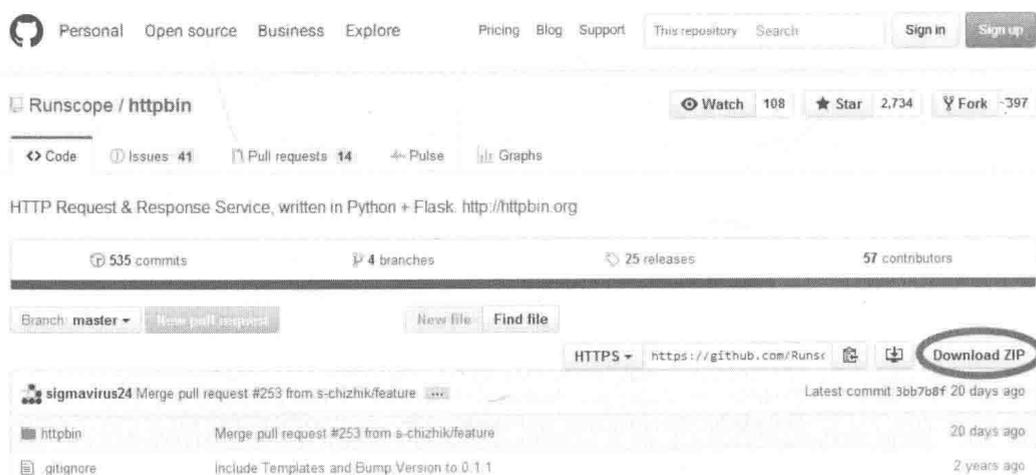 Personal Open source Business Explore Pricing Blog Support This repository Search Sign in Sign up
Runscope / httpbin Watch 108 Star 2,734 Fork 397
Code Issues 41 Pull requests 14 Pulse Graphs
HTTP Request & Response Service, written in Python + Flask. http://httpbin.org
535 commits 4 branches 25 releases 57 contributors
Branch: master New pull request New file Find file
HTTPS https://github.com/Runsc Download ZIP
sigmavirus24 Merge pull request #253 from s-chizhik/feature ... Latest commit 3bb7b8f 20 days ago
httpbin Merge pull request #253 from s-chizhik/feature 20 days ago
.gitignore Include Templates and Bump Version to 0.1.1 2 years ago